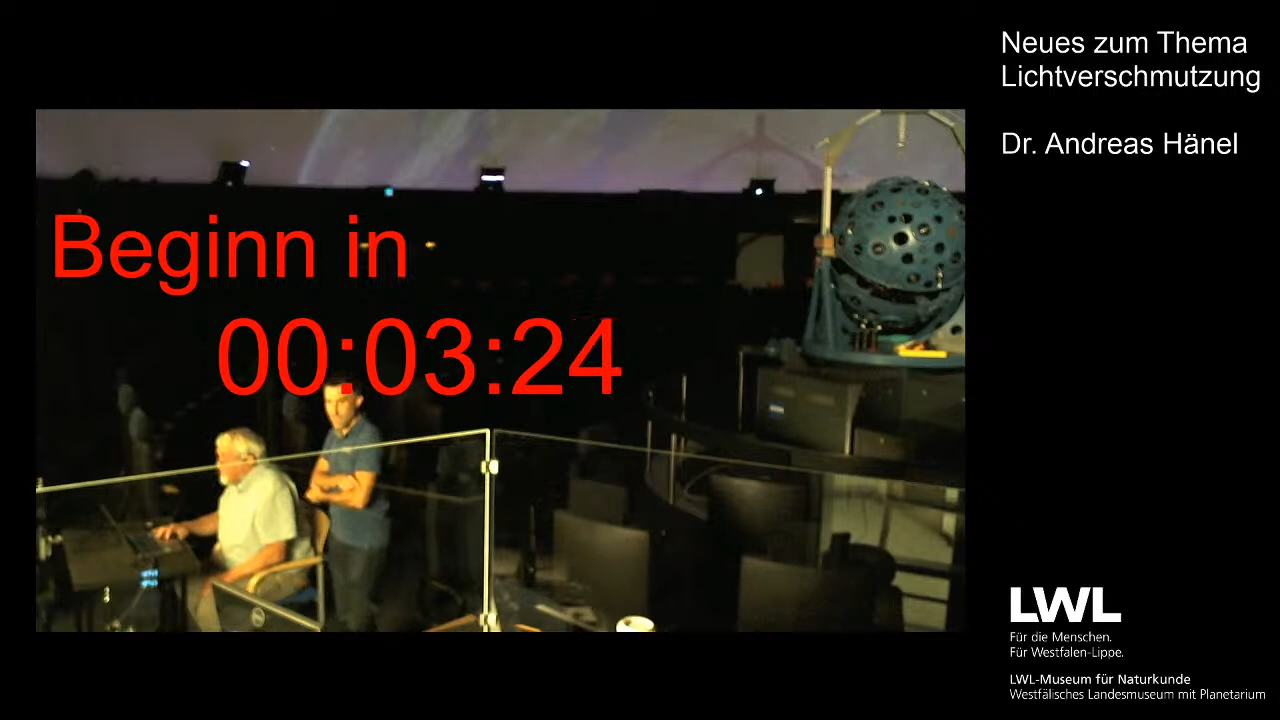 Neues zum Thema
Lichtverschmutzung
Dr. Andreas Hänel
Beginn in
00:03:24
LWL
Für die Menschen.
Für Westfalen-Lippe.
LWL-Museum für Naturkunde
Westfälisches Landesmuseum mit Planetarium